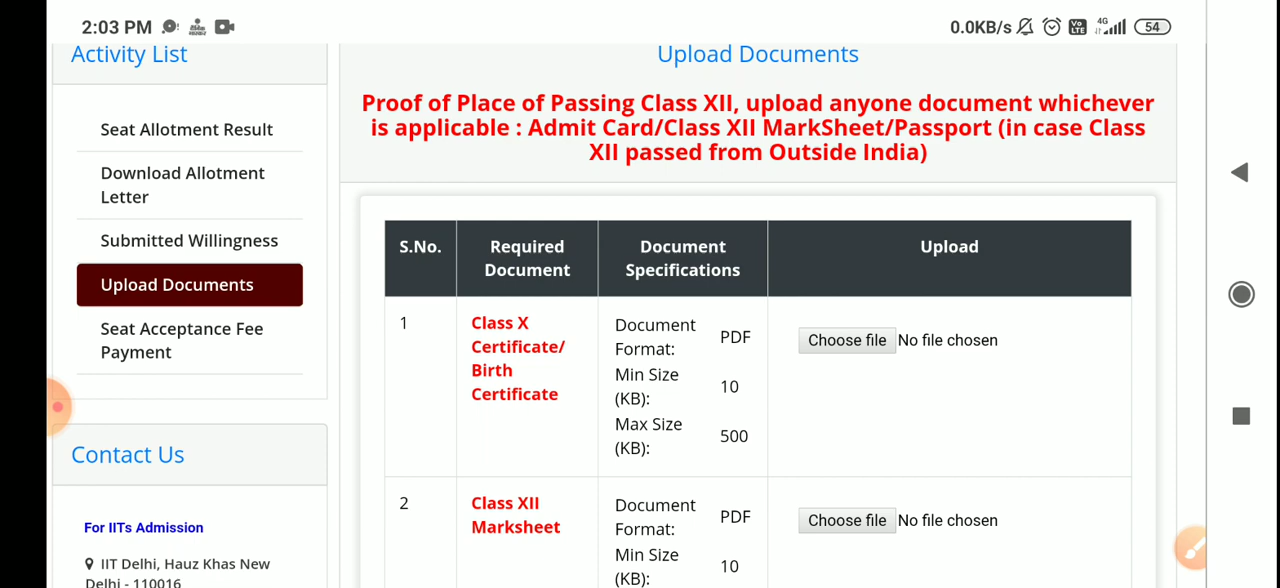 2:03 PM
0.0KB/s
Vo
LTE
4G
54
Activity List
Seat Allotment Result
Download Allotment
Letter
Submitted Willingness
Upload Documents
Seat Acceptance Fee
Payment
Contact Us
For IITs Admission
IIT Delhi, Hauz Khas New
Delhi - 110016
Upload Documents
Proof of Place of Passing Class XII, upload anyone document whichever
is applicable : Admit Card/Class XII MarkSheet/Passport (in case Class
XII passed from Outside India)
S.No.
Required
Document
Document
Specifications
Upload
1
Class X
Certificate/
Birth
Certificate
Document
Format:
PDF
Min Size
(KB):
10
Max Size
(KB):
500
Choose file No file chosen
2
Class XII
Marksheet
Document
Format:
PDF
Min Size
(KB):
10
Choose file No file chosen